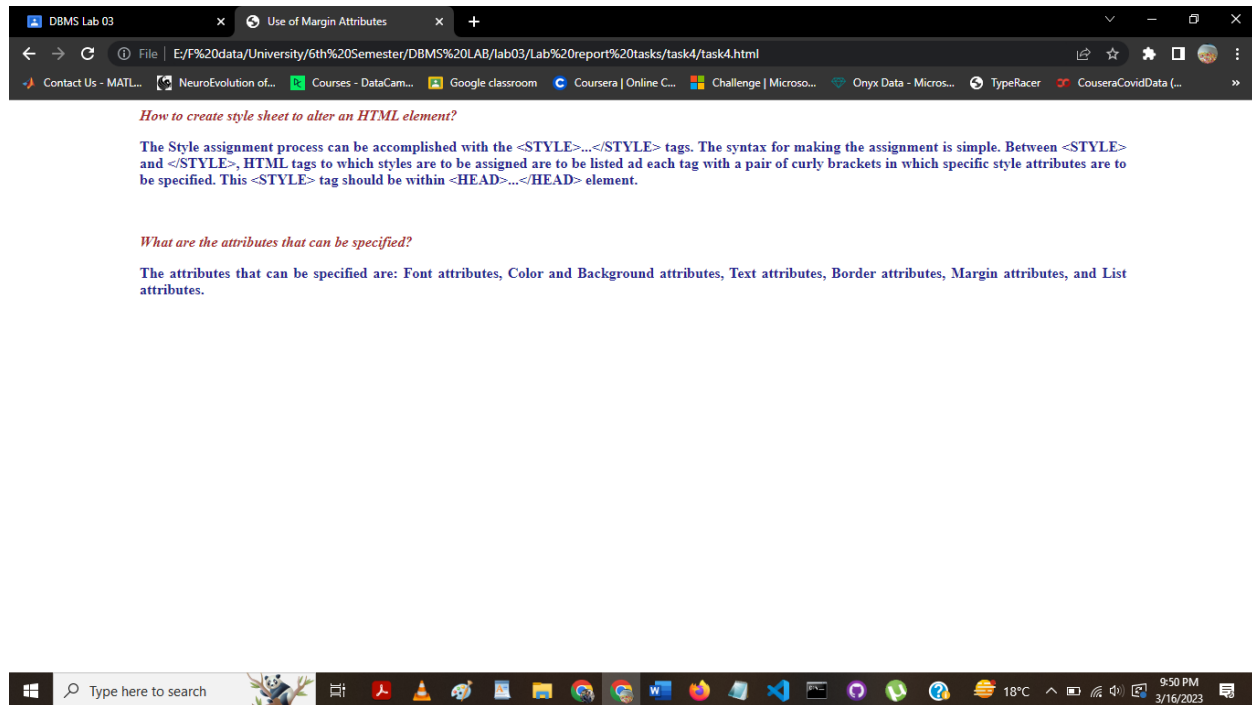 DBMS Lab 03
Use of Margin Attributes
File | E:/F%20data/University/6th%20Semester/DBMS%20LAB/lab03/Lab%20report%20tasks/task4/task4.html
Contact Us - MATL... NeuroEvolution of... Courses - DataCam... Google classroom Coursera | Online C... Challenge | Microso... Onyx Data - Micros... TypeRacer CouseraCovidData (... »
How to create style sheet to alter an HTML element?
The Style assignment process can be accomplished with the <STYLE>...</STYLE> tags. The syntax for making the assignment is simple. Between <STYLE>
and </STYLE>, HTML tags to which styles are to be assigned are to be listed ad each tag with a pair of curly brackets in which specific style attributes are to
be specified. This <STYLE> tag should be within <HEAD>...</HEAD> element.
What are the attributes that can be specified?
The attributes that can be specified are: Font attributes, Color and Background attributes, Text attributes, Border attributes, Margin attributes, and List
attributes.
Type here to search
18°C
9:50 PM
3/16/2023